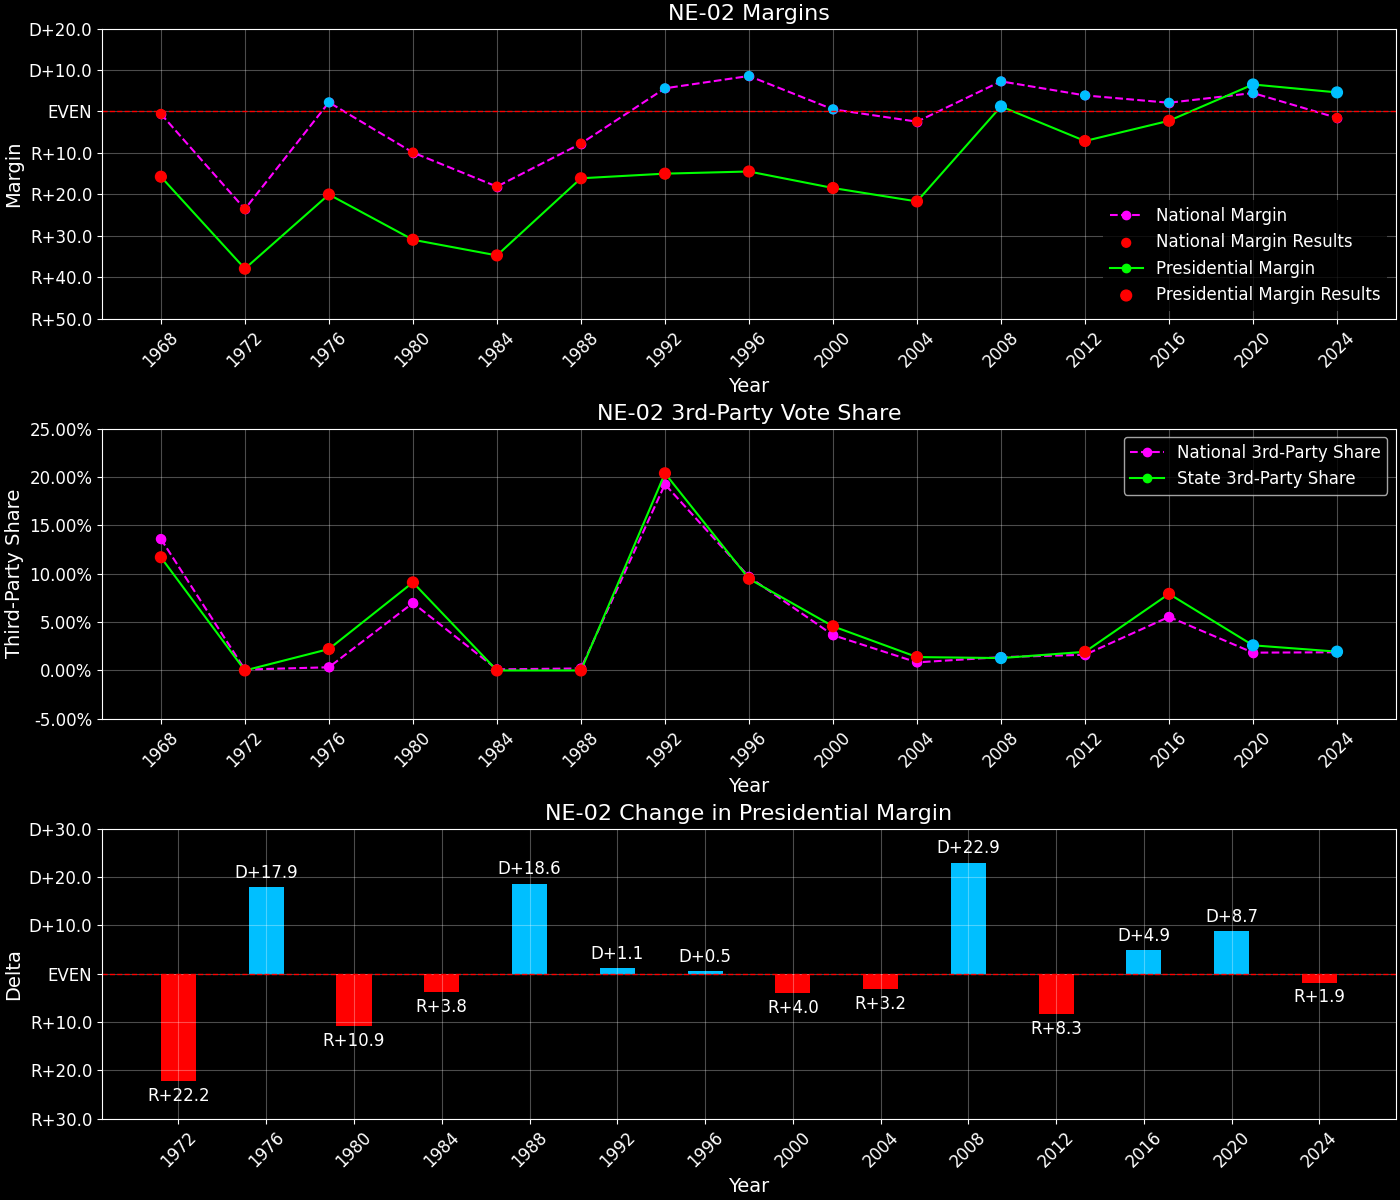 NE-02 Margins
D+20.0
D+10.0
EVEN
R+10.0
R+20.0
R+30.0
R+40.0
R+50.0
Margin
National Margin
National Margin Results
Presidential Margin
Presidential Margin Results
1968 1972 1976 1980 1984 1988 1992 1996 2000 2004 2008 2012 2016 2020 2024
Year
NE-02 3rd-Party Vote Share
25.00%
20.00%
15.00%
10.00%
5.00%
0.00%
-5.00%
Third-Party Share
National 3rd-Party Share
State 3rd-Party Share
1968 1972 1976 1980 1984 1988 1992 1996 2000 2004 2008 2012 2016 2020 2024
Year
NE-02 Change in Presidential Margin
D+30.0
D+20.0
D+10.0
EVEN
R+10.0
R+20.0
R+30.0
Delta
R+22.2
D+17.9
R+10.9
R+3.8
D+18.6
D+1.1
D+0.5
R+4.0
R+3.2
D+22.9
R+8.3
D+4.9
D+8.7
R+1.9
1972 1976 1980 1984 1988 1992 1996 2000 2004 2008 2012 2016 2020 2024
Year